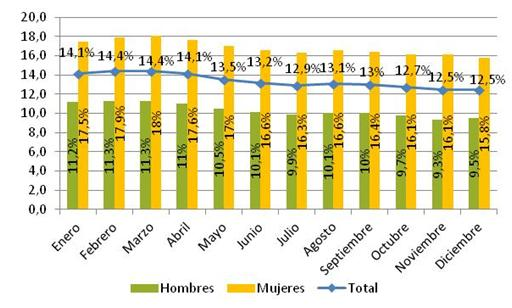 20,0
18,0
16,0
14,0
12,0
10,0
8,0
6,0
4,0
2,0
0,0
14,1% 14,4% 14,4% 14,1% 13,5% 13,2% 12,9% 13,1% 13% 12,7% 12,5% 12,5%
11,2% 17,5% 11,3% 17,9% 11,3% 18% 11% 17,6% 10,5% 17% 10,1% 16,6% 9,9% 16,3% 10,1% 16,6% 10% 16,4% 9,7% 16,1% 9,3% 16,1% 9,5% 15,8%
Enero Febrero Marzo Abril Mayo Junio Julio Agosto Septiembre Octubre Noviembre Diciembre
Hombres Mujeres Total